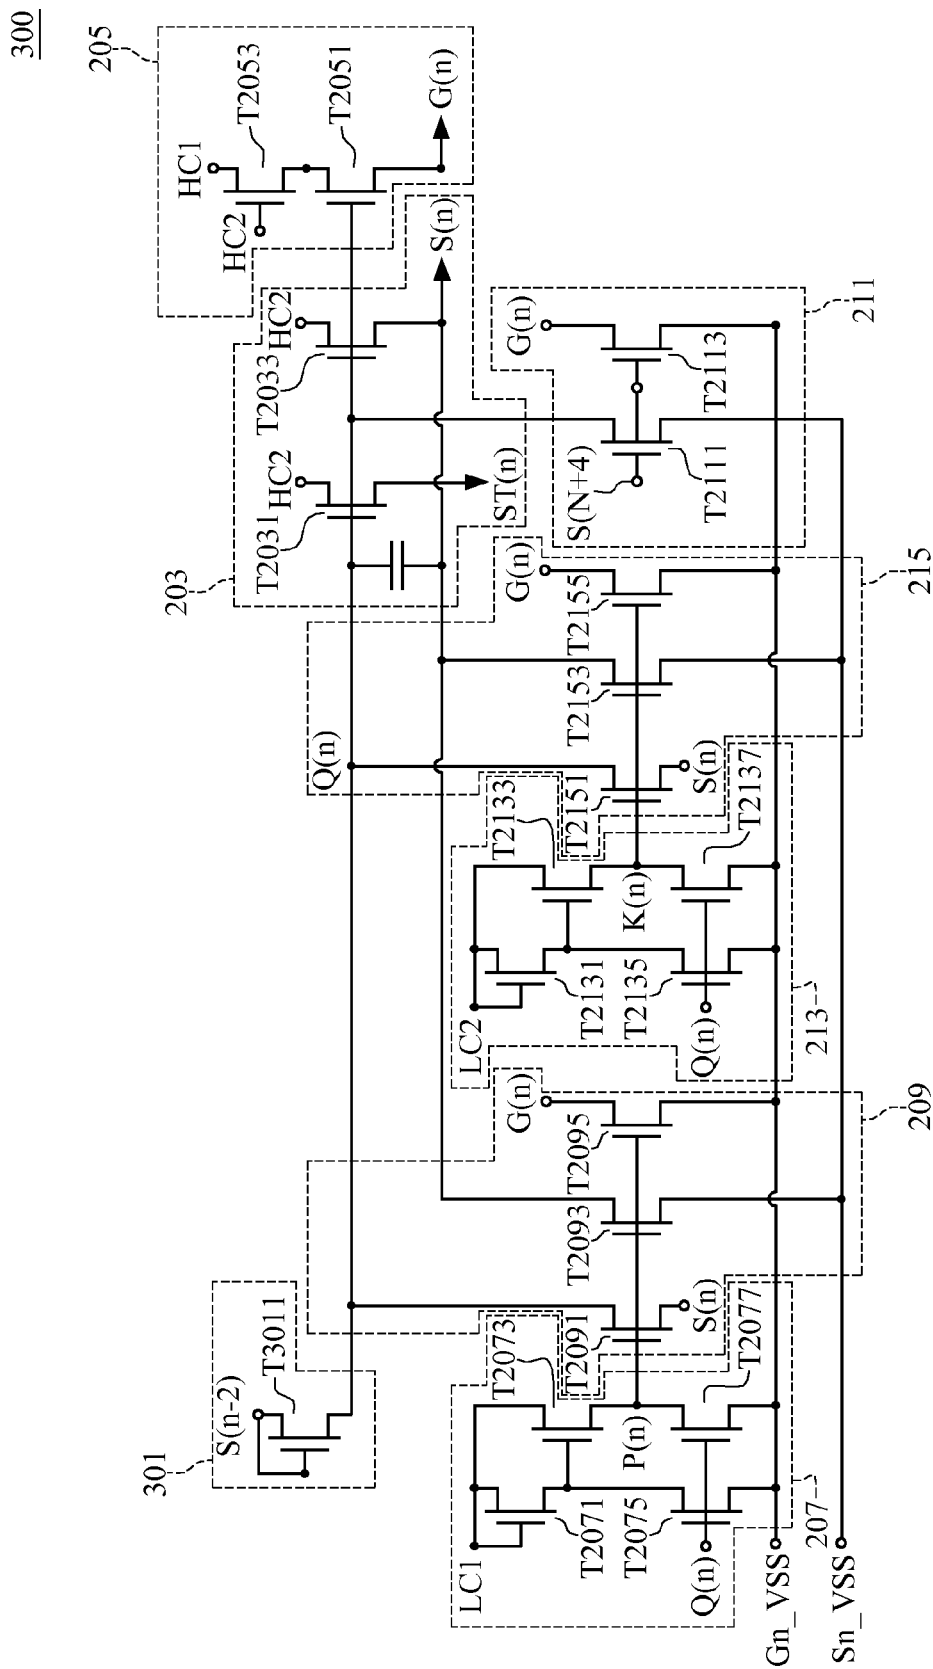 300
205
T2053
T2051
G(n)
HC1
HC2
S(n)
HC2
T2033
HC2
T2031
ST(n)
203
G(n)
211
T2113
T2111
S(N+4)
G(n)
T2155
T2153
215
Q(n)
T2151
S(n)
T2133
T2137
K(n)
LC2
T2131
T2135
Q(n)
213
G(n)
T2095
T2093
209
301
S(n-2)
T3011
T2091
S(n)
T2073
T2077
P(n)
LC1
T2071
T2075
Q(n)
207
Gn_VSS
Sn_VSS